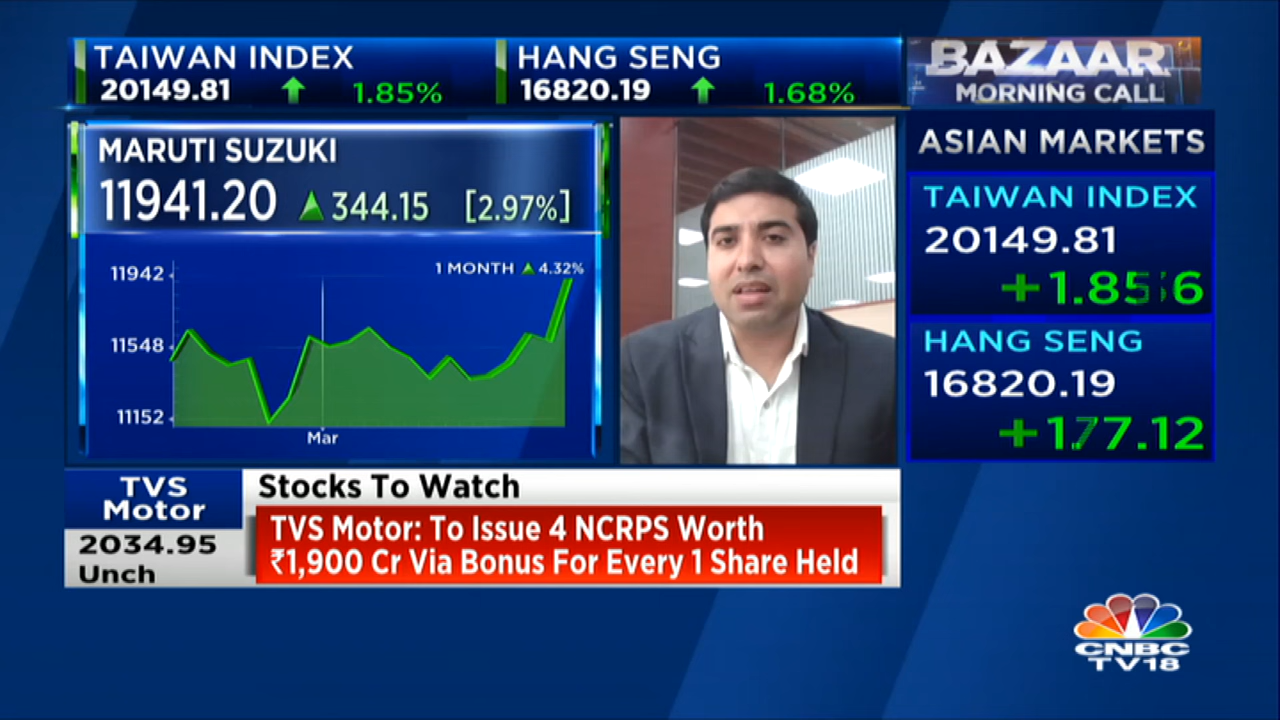 TAIWAN INDEX
20149.81 1.85%
HANG SENG
16820.19 1.68%
BAZAAR
MORNING CALL
MARUTI SUZUKI
11941.20 344.15 [2.97%]
1 MONTH 4.32%
11942
11548
11152
Mar
ASIAN MARKETS
TAIWAN INDEX
20149.81
HANG SENG
16820.19
TVS
Motor
2034.95
Unch
Stocks To Watch
TVS Motor: To Issue 4 NCRPS Worth
₹1,900 Cr Via Bonus For Every 1 Share Held
CNBC
TV18